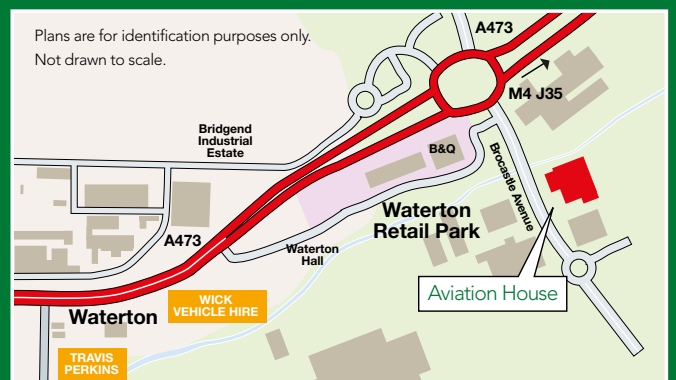 Plans are for identification purposes only.
Not drawn to scale.
A473
M4 J35
Bridgend
Industrial
Estate
B&Q
Brocastle Avenue
Waterton
Retail Park
A473
Waterton
Hall
Aviation House
WICK
VEHICLE HIRE
Waterton
TRAVIS
PERKINS